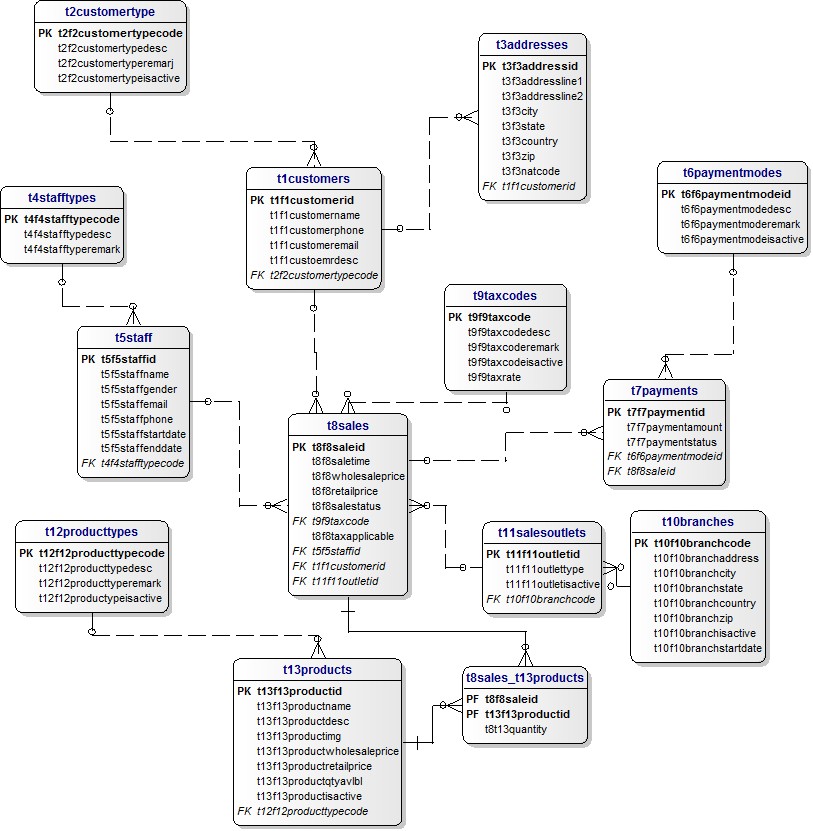 t2customertype
PK t2f2customertypecode
t2f2customertypedesc
t2f2customertyperemarj
t2f2customertypeisactive
t3addresses
PK t3f3addressid
t3f3addressline1
t3f3addressline2
t3f3city
t3f3state
t3f3country
t3f3zip
t3f3natcode
FK t1f1customerid
t1customers
PK t1f1customerid
t1f1customername
t1f1customerphone
t1f1customeremail
t1f1custoemrdesc
FK t2f2customertypecode
t6paymentmodes
PK t6f6paymentmodeid
t6f6paymentmodedesc
t6f6paymentmoderemark
t6f6paymentmodeisactive
t4stafftypes
PK t4f4stafftypecode
t4f4stafftypedesc
t4f4stafftyperemark
t9taxcodes
PK t9f9taxcode
t9f9taxcodedesc
t9f9taxcoderemark
t9f9taxcodeisactive
t9f9taxrate
t5staff
PK t5f5staffid
t5f5staffname
t5f5staffgender
t5f5staffemail
t5f5staffphone
t5f5staffstartdate
t5f5staffenddate
FK t4f4stafftypecode
t7payments
PK t7f7paymentid
t7f7paymentamount
t7f7paymentstatus
FK t6f6paymentmodeid
FK t8f8saleid
t8sales
PK t8f8saleid
t8f8saletime
t8f8wholesaleprice
t8f8retailprice
t8f8salestatus
FK t9f9taxcode
t8f8taxapplicable
FK t5f5staffid
FK t1f1customerid
FK t11f11outletid
t12producttypes
PK t12f12producttypecode
t12f12producttypedesc
t12f12producttyperemark
t12f12productypeisactive
t11salesoutlets
PK t11f11outletid
t11f11outlettype
t11f11outletisactive
FK t10f10branchcode
t10branches
PK t10f10branchcode
t10f10branchaddress
t10f10branchcity
t10f10branchstate
t10f10branchcountry
t10f10branchzip
t10f10branchisactive
t10f10branchstartdate
t13products
PK t13f13productid
t13f13productname
t13f13productdesc
t13f13productimg
t13f13productwholesaleprice
t13f13productretailprice
t13f13productqtyavlbl
t13f13productisactive
FK t12f12producttypecode
t8sales_t13products
PF t8f8saleid
PF t13f13productid
t8t13quantity